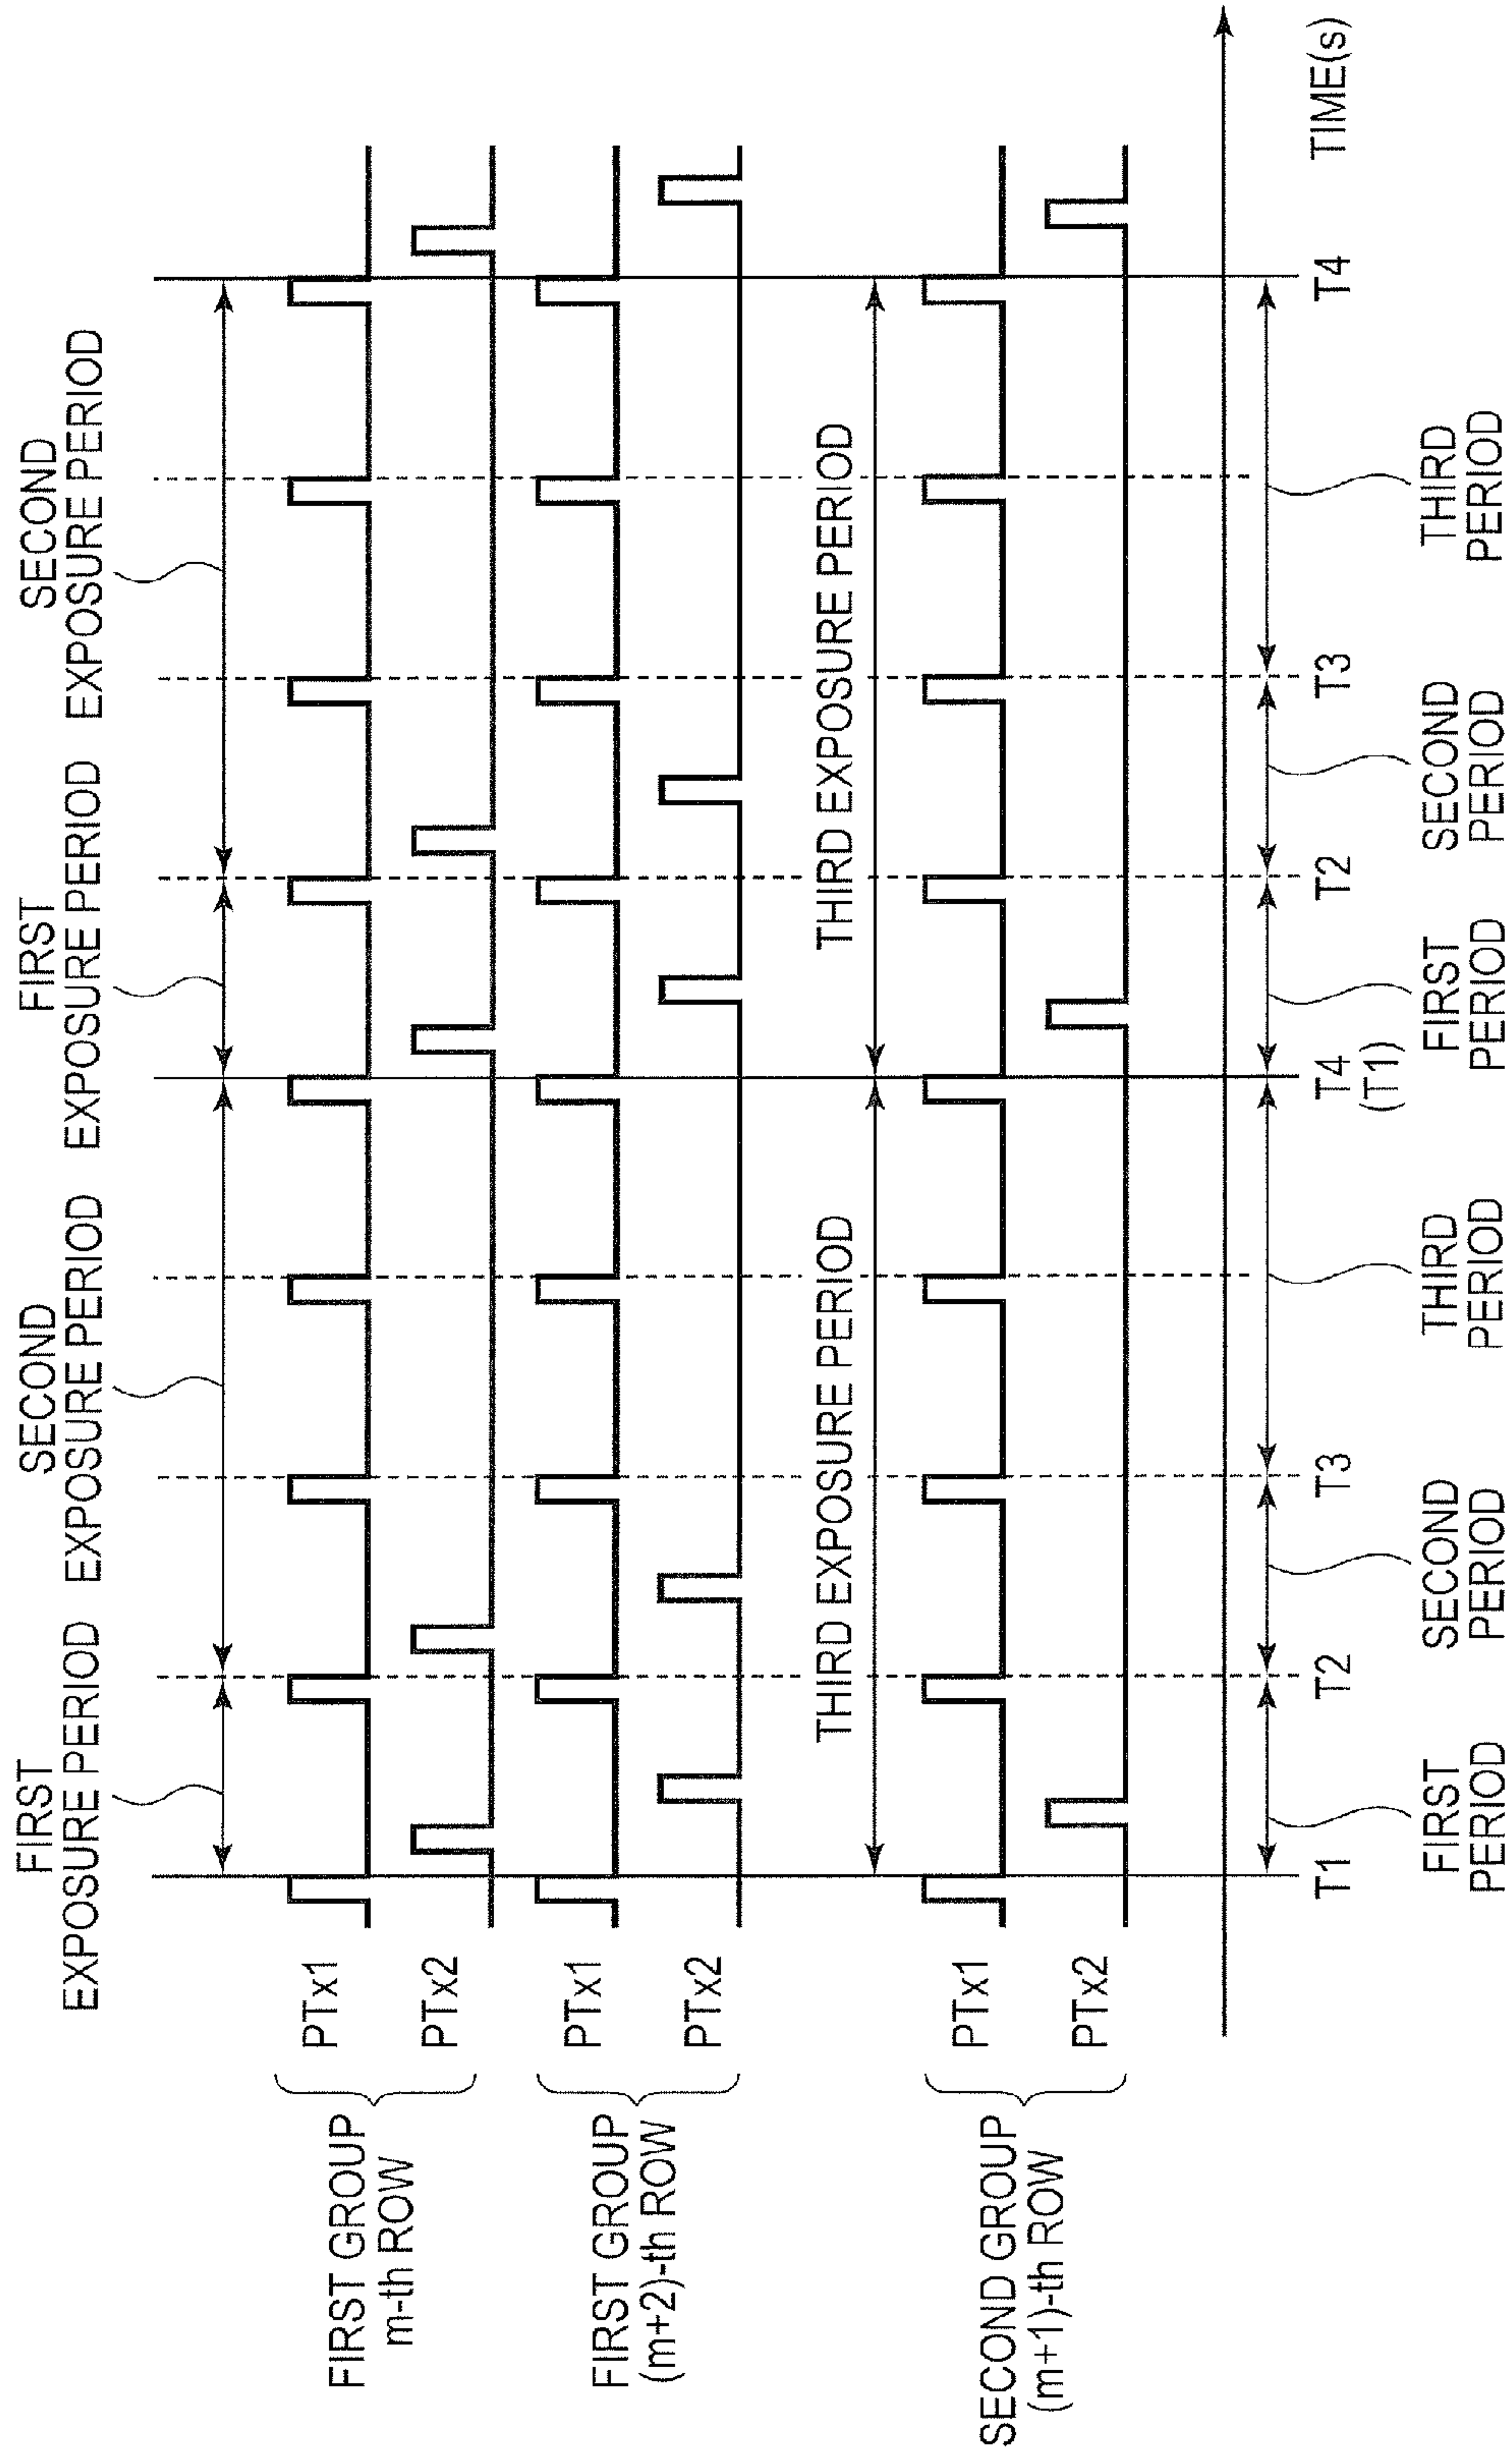 FIRST
EXPOSURE PERIOD
SECOND
EXPOSURE PERIOD
FIRST
EXPOSURE PERIOD
SECOND
EXPOSURE PERIOD
FIRST GROUP
m-th ROW
PTx1
PTx2
FIRST GROUP
(m+2)-th ROW
PTx1
PTx2
THIRD EXPOSURE PERIOD
THIRD EXPOSURE PERIOD
SECOND GROUP
(m+1)-th ROW
PTx1
PTx2
T1
T2
T3
T4
(T1)
T2
T3
T4
TIME(s)
FIRST
PERIOD
SECOND
PERIOD
THIRD
PERIOD
FIRST
PERIOD
SECOND
PERIOD
THIRD
PERIOD